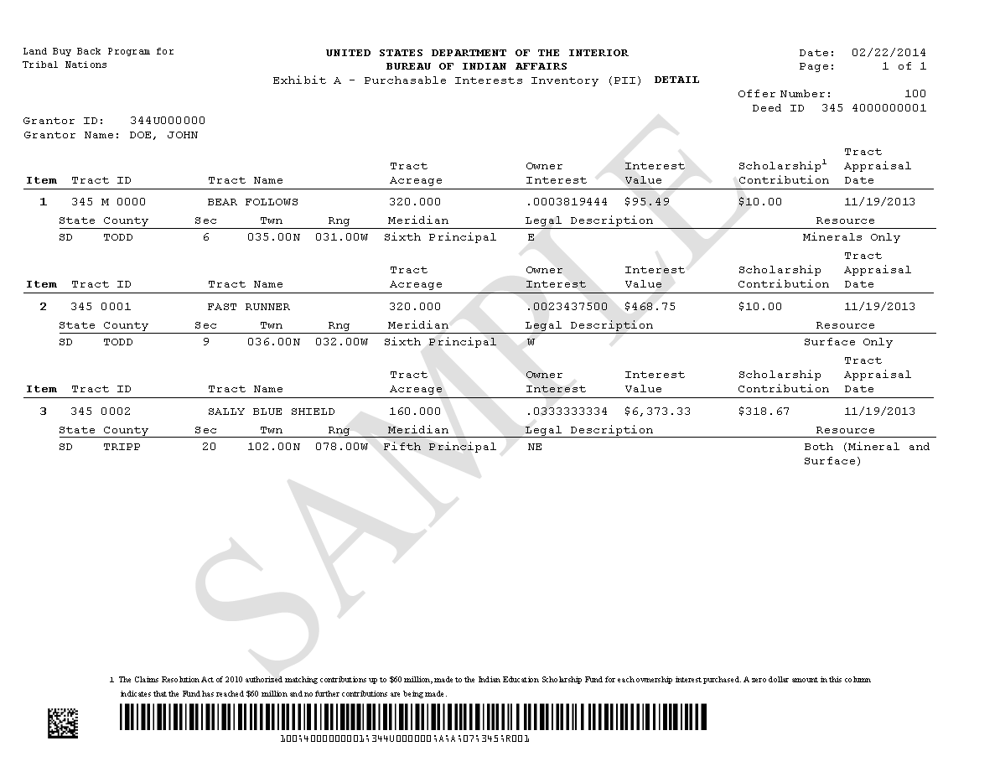 Land Buy Back Program for
Tribal Nations
UNITED STATES DEPARTMENT OF THE INTERIOR
BUREAU OF INDIAN AFFAIRS
Exhibit A - Purchasable Interests Inventory (PII) DETAIL
Date: 02/22/2014
Page: 1 of 1
Offer Number: 100
Deed ID 345 4000000001
Grantor ID: 344U000000
Grantor Name: DOE, JOHN
Tract
Tract Owner Interest Scholarship1 Appraisal
Item Tract ID Tract Name Acreage Interest Value Contribution Date
1 345 M 0000 BEAR FOLLOWS 320.000 .0003819444 $95.49 $10.00 11/19/2013
State County Sec Twn Rng Meridian Legal Description Resource
SD TODD 6 035.00N 031.00W Sixth Principal E Minerals Only
Tract
Tract Owner Interest Scholarship Appraisal
Item Tract ID Tract Name Acreage Interest Value Contribution Date
2 345 0001 FAST RUNNER 320.000 .0023437500 $468.75 $10.00 11/19/2013
State County Sec Twn Rng Meridian Legal Description Resource
SD TODD 9 036.00N 032.00W Sixth Principal W Surface Only
Tract
Tract Owner Interest Scholarship Appraisal
Item Tract ID Tract Name Acreage Interest Value Contribution Date
3 345 0002 SALLY BLUE SHIELD 160.000 .0333333334 $6,373.33 $318.67 11/19/2013
State County Sec Twn Rng Meridian Legal Description Resource
SD TRIPP 20 102.00N 078.00W Fifth Principal NE Both (Mineral and
Surface)
SAMPLE
1 The Claims Resolution Act of 2010 authorized matching contributions up to $60 million, made to the Indian Education Scholarship Fund for each ownership interest purchased. A zero dollar amount in this column
indicates that the Fund has reached $60 million and no further contributions are being made.
100;4000000001;344U000000;A;A;07;345;R001